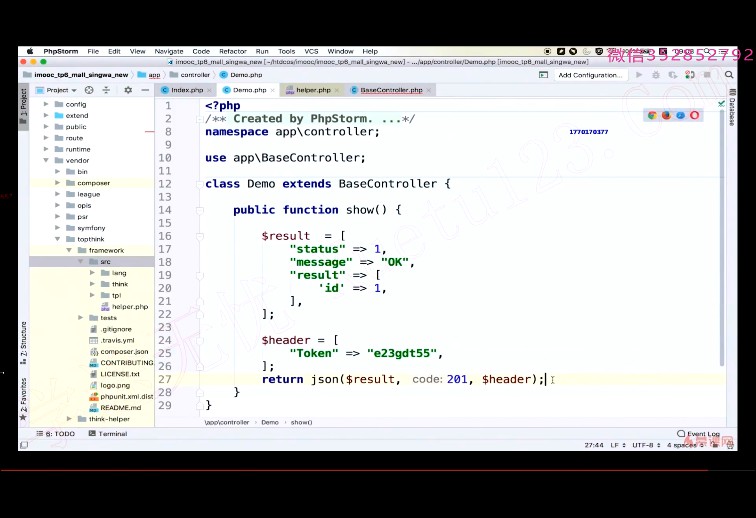 PhpStorm File Edit View Navigate Code Refactor Run Tools VCS Window Help
微信352852792
imooc_tp6_mall_singwa_new [~/htdcos/imooc_tp6_mall_singwa_new] - .../app/controller/Demo.php [imooc_tp6_mall_singwa_new]
imooc_tp6_mall_singwa_new app controller Demo.php Add Configuration...
1: Project
Project
Index.php Demo.php helper.php BaseController.php
Database
config
extend
public
route
runtime
vendor
bin
composer
league
opis
psr
symfony
topthink
framework
src
lang
think
tpl
helper.php
tests
.gitignore
.travis.yml
composer.json
CONTRIBUTING
LICENSE.txt
logo.png
phpunit.xml.dist
README.md
think-helper
1 <?php
2 /** Created by PhpStorm. ...*/
8 namespace app\controller;
1770170377
9
10 use app\BaseController;
11
12 class Demo extends BaseController {
13
14 public function show() {
15
16 $result = [
17 "status" => 1,
18 "message" => "OK",
19 "result" => [
20 'id' => 1,
21 ],
22 ];
23
24 $header = [
25 "Token" => "e23gdt55",
26 ];
27 return json($result, code: 201, $header);
28 }
29 }
\app\controller Demo show()
Z: Structure
2: Favorites
6: TODO Terminal Event Log
27:44 LF UTF-8 4 spaces